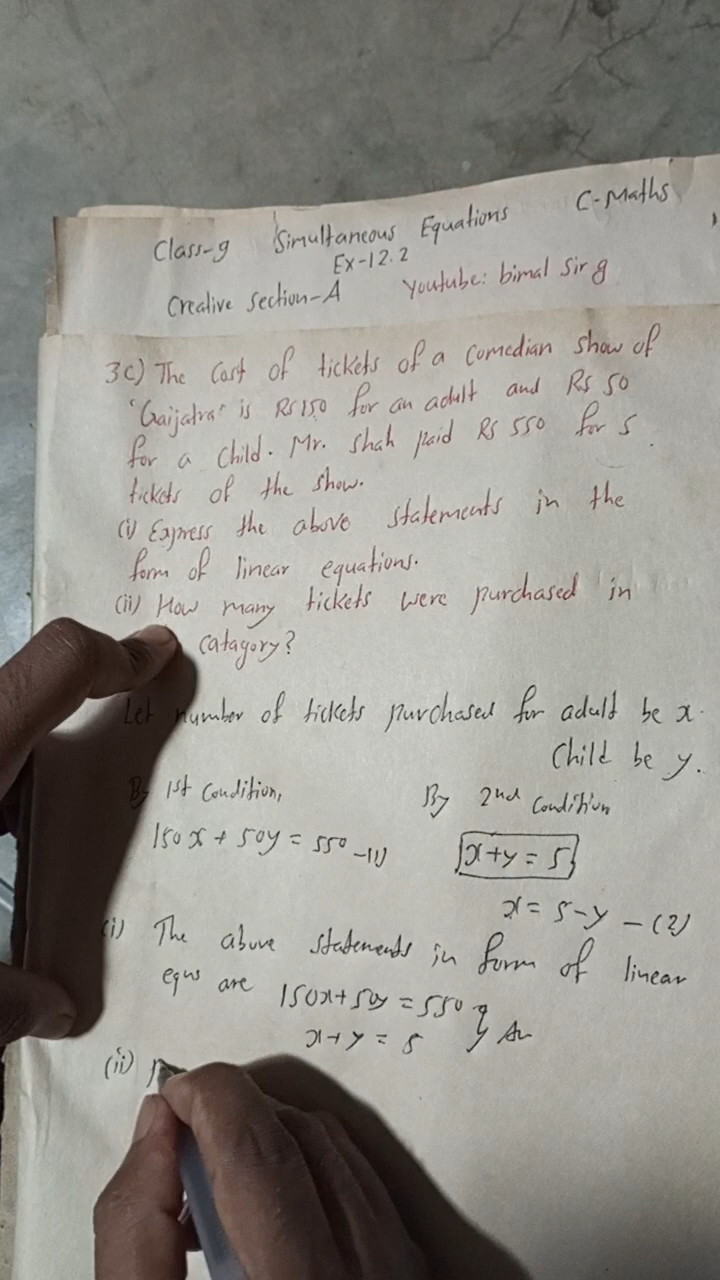 Class-9 Simultaneous Equations C-Maths
Ex-12.2
Creative Section-A Youtube: bimal Sir g
3c) The Cost of tickets of a Comedian Show of
'Gaijatra' is RS 150 for an adult and RS 50
for a Child. Mr. Shah paid RS 550 for 5
tickets of the show.
(i) Express the above statements in the
form of linear equations.
(ii) How many tickets were purchased in
catagory?
Let number of tickets purchased for adult be x.
Child be y.
By 1st Condition, By 2nd Condition
150x + 50y = 550 -(1) x+y = 5
x = 5-y - (2)
(i) The above statements in form of linear
eqns are 150x+50y = 550
x+y = 5 } An
(ii)